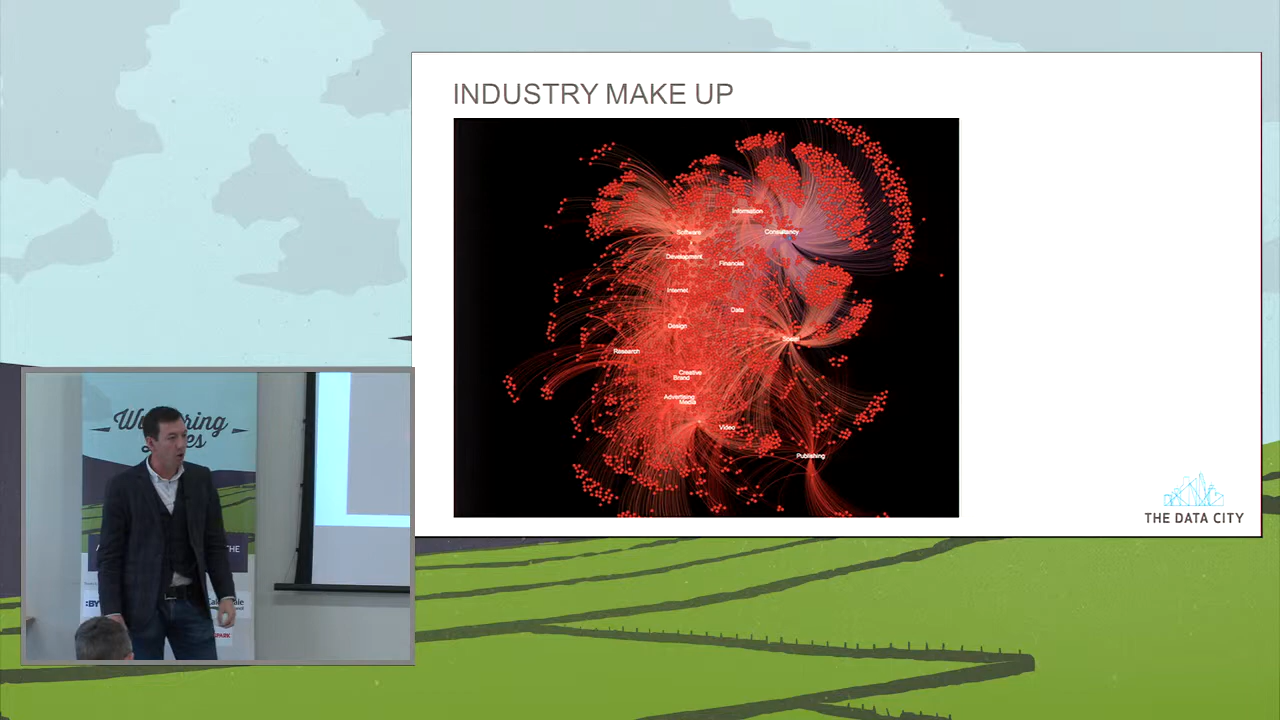 INDUSTRY MAKE UP
Information
Software
Consultancy
Development
Financial
Internet
Data
Design
Research
Creative
Brand
Advertising
Media
Video
Publishing
THE DATA CITY
THE